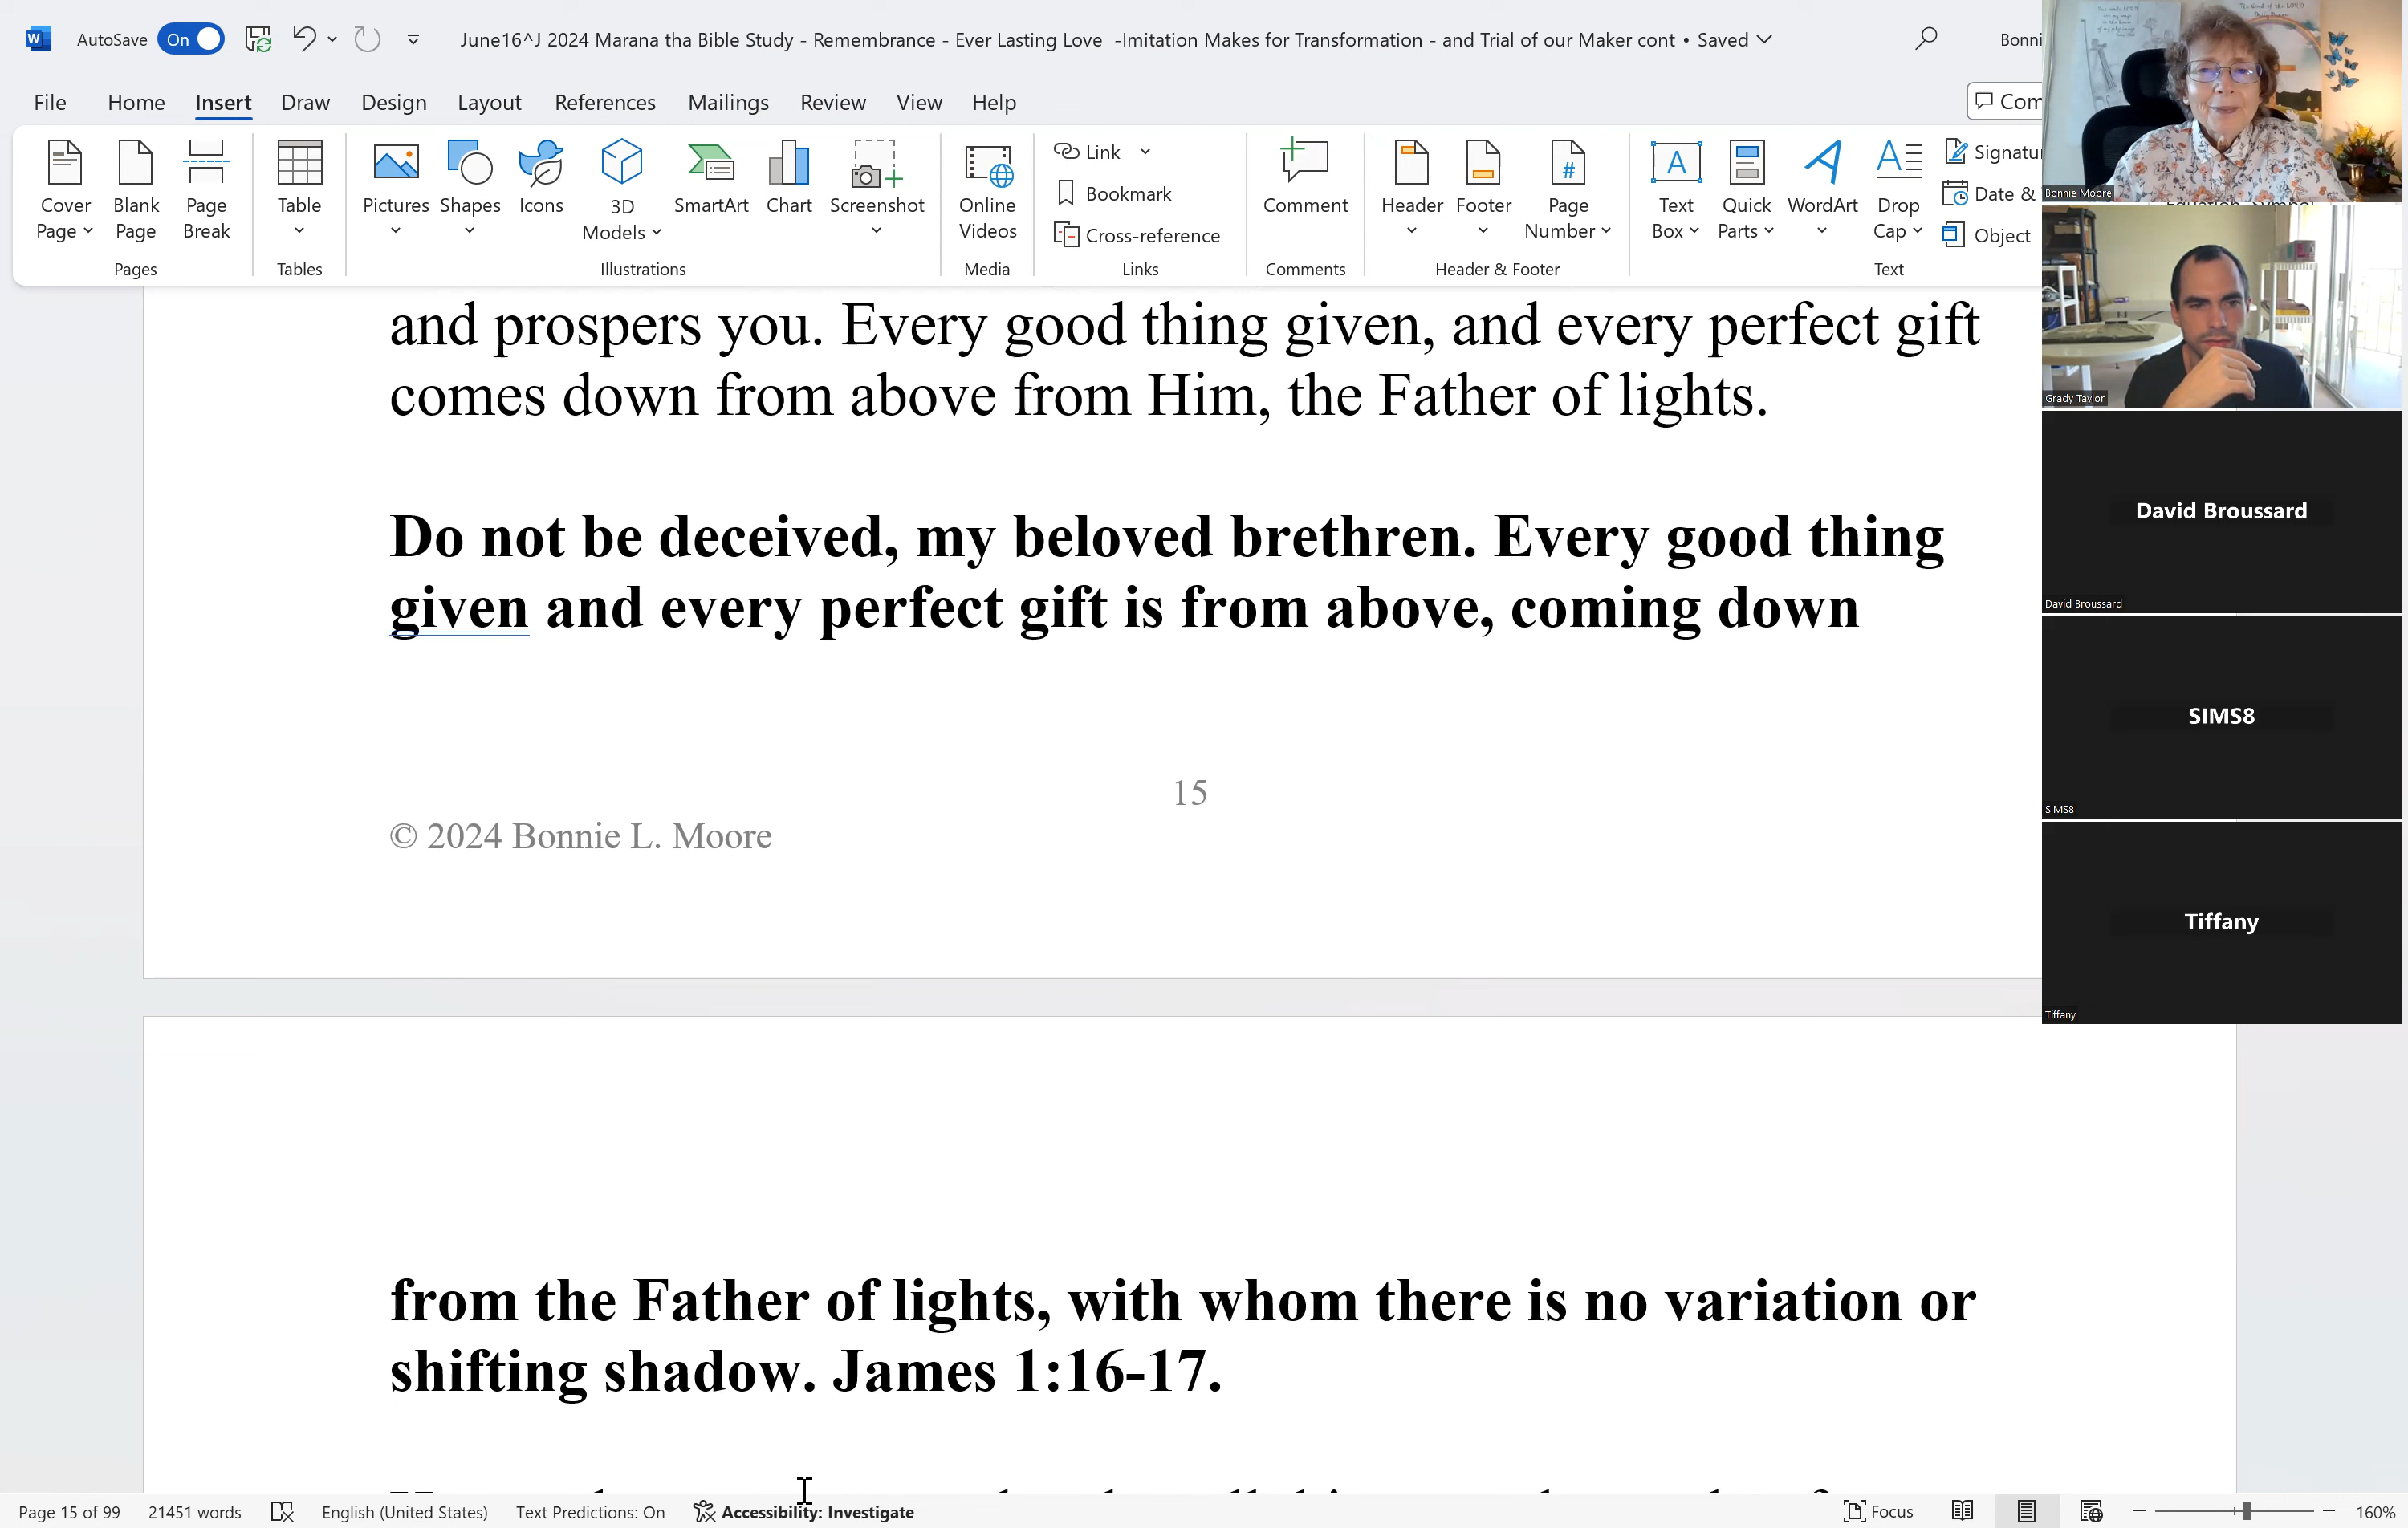 AutoSave On
June16^J 2024 Marana tha Bible Study - Remembrance - Ever Lasting Love -Imitation Makes for Transformation - and Trial of our Maker cont • Saved
Bonni
File Home Insert Draw Design Layout References Mailings Review View Help
Com
Cover Page
Blank Page
Page Break
Pages
Table
Tables
Pictures
Shapes
Icons
3D Models
SmartArt
Chart
Screenshot
Illustrations
Online Videos
Media
Link
Bookmark
Cross-reference
Links
Comment
Comments
Header
Footer
Page Number
Header & Footer
Text Box
Quick Parts
WordArt
Drop Cap
Signatu
Date &
Object
Text
Bonnie Moore
Grady Taylor
David Broussard
David Broussard
SIMS8
SIMS8
Tiffany
Tiffany
and prospers you. Every good thing given, and every perfect gift
comes down from above from Him, the Father of lights.
Do not be deceived, my beloved brethren. Every good thing
given and every perfect gift is from above, coming down
15
© 2024 Bonnie L. Moore
from the Father of lights, with whom there is no variation or
shifting shadow. James 1:16-17.
Page 15 of 99 21451 words English (United States) Text Predictions: On Accessibility: Investigate Focus 160%